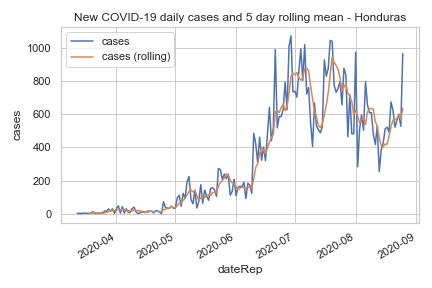 New COVID-19 daily cases and 5 day rolling mean - Honduras
cases
cases (rolling)
1000
800
600
400
200
0
cases
2020-04
2020-05
2020-06
2020-07
2020-08
2020-09
dateRep